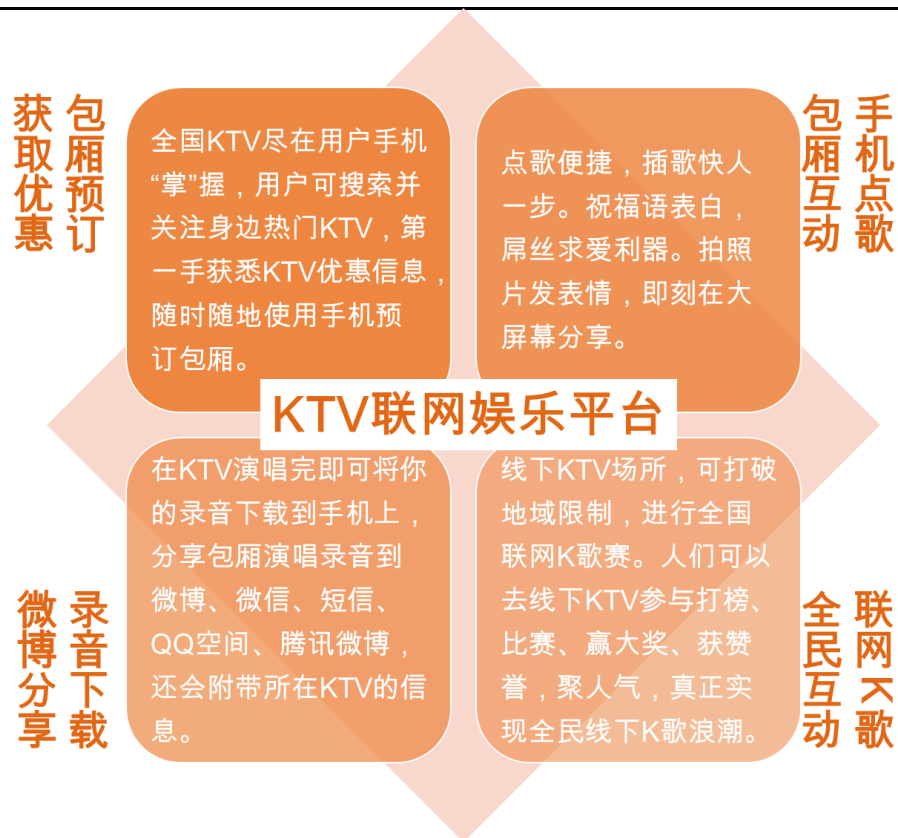 包厢预订
获取优惠
全国KTV尽在用户手机
“掌”握，用户可搜索并
关注身边热门KTV，第
一手获悉KTV优惠信息，
随时随地使用手机预
订包厢。
手机点歌
包厢互动
点歌便捷，插歌快人
一步。祝福语表白，
屌丝求爱利器。拍照
片发表情，即刻在大
屏幕分享。
KTV联网娱乐平台
录音下载
微博分享
在KTV演唱完即可将你
的录音下载到手机上，
分享包厢演唱录音到
微博、微信、短信、
QQ空间、腾讯微博，
还会附带所在KTV的信
息。
联网K歌
全民互动
线下KTV场所，可打破
地域限制，进行全国
联网K歌赛。人们可以
去线下KTV参与打榜、
比赛、赢大奖、获赞
誉，聚人气，真正实
现全民线下K歌浪潮。